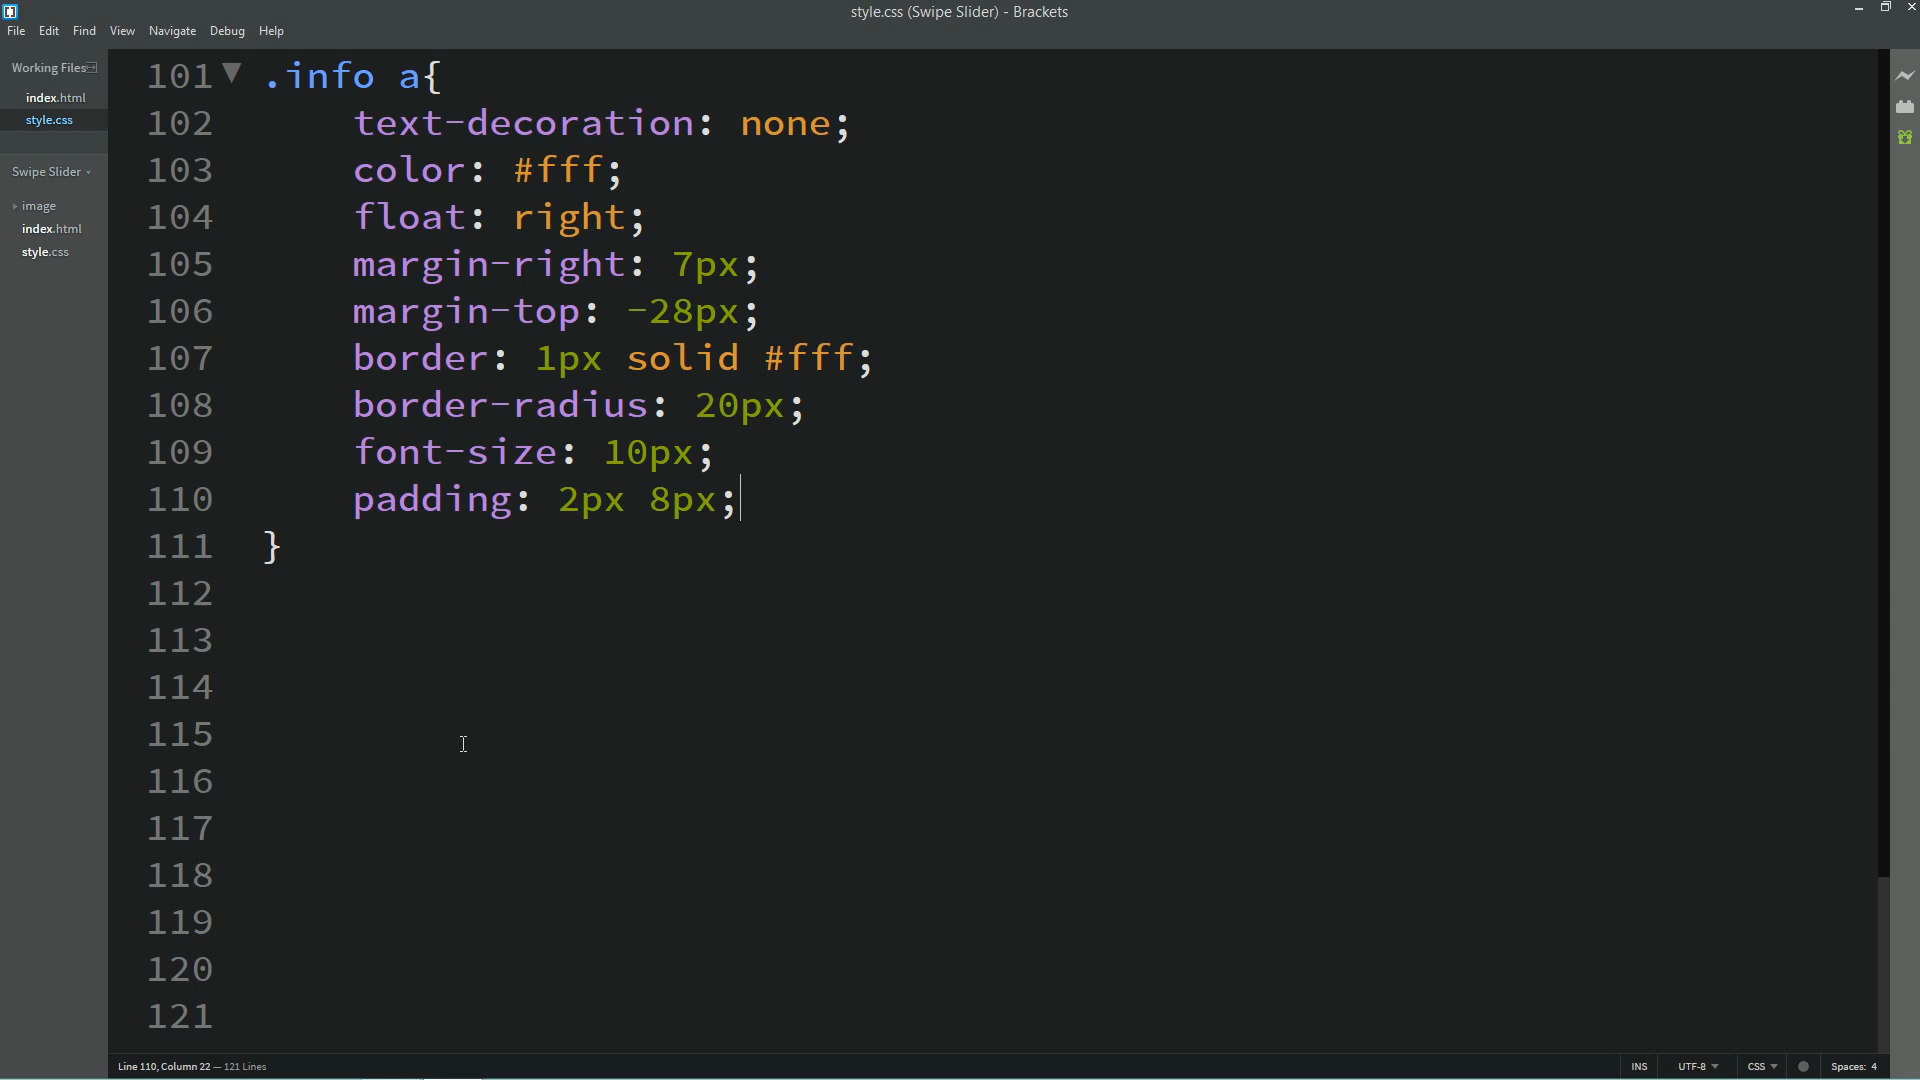 style.css (Swipe Slider) - Brackets
File Edit Find View Navigate Debug Help
Working Files
index.html
style.css
Swipe Slider
image
index.html
style.css
101 .info a{
102 text-decoration: none;
103 color: #fff;
104 float: right;
105 margin-right: 7px;
106 margin-top: -28px;
107 border: 1px solid #fff;
108 border-radius: 20px;
109 font-size: 10px;
110 padding: 2px 8px;
111 }
112
113
114
115
116
117
118
119
120
121
Line 110, Column 22 — 121 Lines
INS UTF-8 CSS Spaces: 4